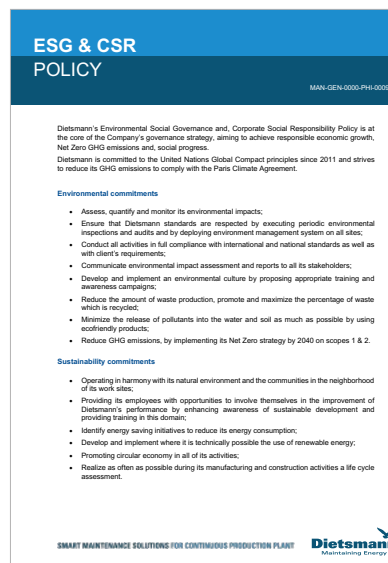 ESG & CSR
POLICY
MAN-GEN-0000-PHI-0009
Dietsmann's Environmental Social Governance and, Corporate Social Responsibility Policy is at
the core of the Company's governance strategy, aiming to achieve responsible economic growth,
Net Zero GHG emissions and, social progress.
Dietsmann is committed to the United Nations Global Compact principles since 2011 and strives
to reduce its GHG emissions to comply with the Paris Climate Agreement.
Environmental commitments
• Assess, quantify and monitor its environmental impacts;
• Ensure that Dietsmann standards are respected by executing periodic environmental
inspections and audits and by deploying environment management system on all sites;
• Conduct all activities in full compliance with international and national standards as well as
with client's requirements;
• Communicate environmental impact assessment and reports to all its stakeholders;
• Develop and implement an environmental culture by proposing appropriate training and
awareness campaigns;
• Reduce the amount of waste production, promote and maximize the percentage of waste
which is recycled;
• Minimize the release of pollutants into the water and soil as much as possible by using
ecofriendly products;
• Reduce GHG emissions, by implementing its Net Zero strategy by 2040 on scopes 1 & 2.
Sustainability commitments
• Operating in harmony with its natural environment and the communities in the neighborhood
of its work sites;
• Providing its employees with opportunities to involve themselves in the improvement of
Dietsmann's performance by enhancing awareness of sustainable development and
providing training in this domain;
• Identify energy saving initiatives to reduce its energy consumption;
• Develop and implement where it is technically possible the use of renewable energy;
• Promoting circular economy in all of its activities;
• Realize as often as possible during its manufacturing and construction activities a life cycle
assessment.
SMART MAINTENANCE SOLUTIONS FOR CONTINUOUS PRODUCTION PLANT
Dietsmann
Maintaining Energy